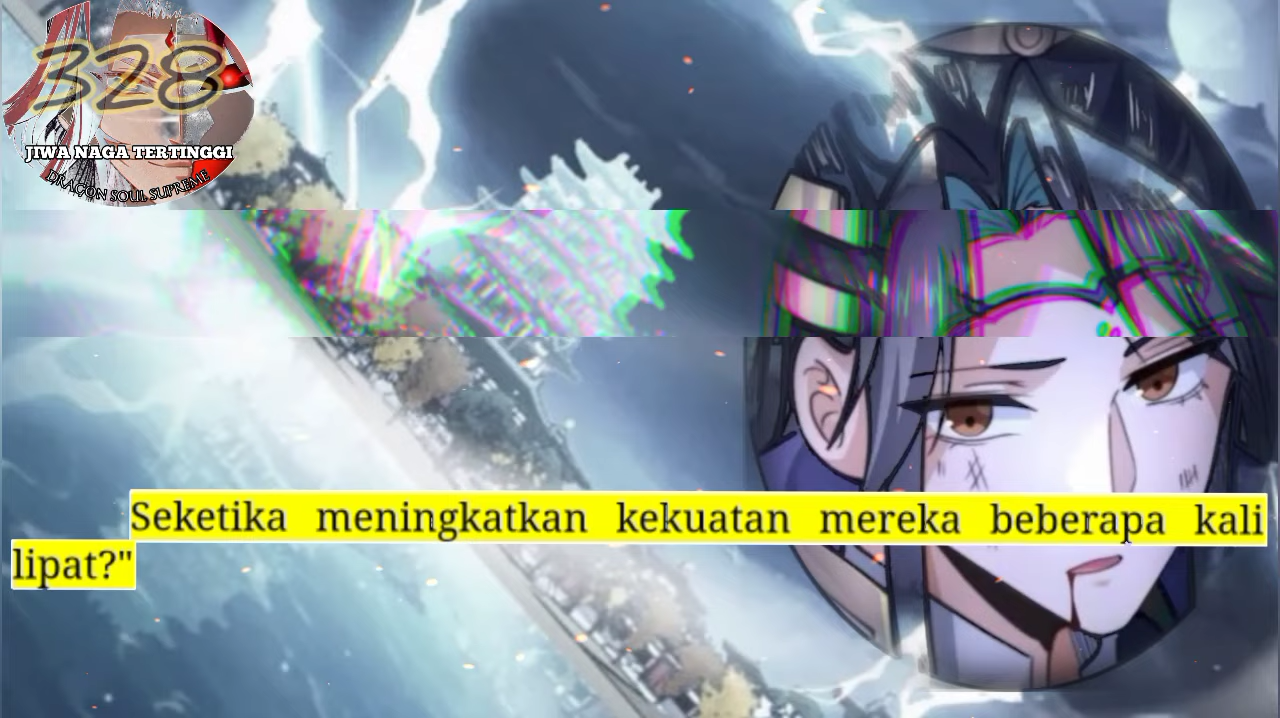 328
JIWA NAGA TERTINGGI
DRAGON SOUL SUPREME
Seketika meningkatkan kekuatan mereka beberapa kali
lipat?"